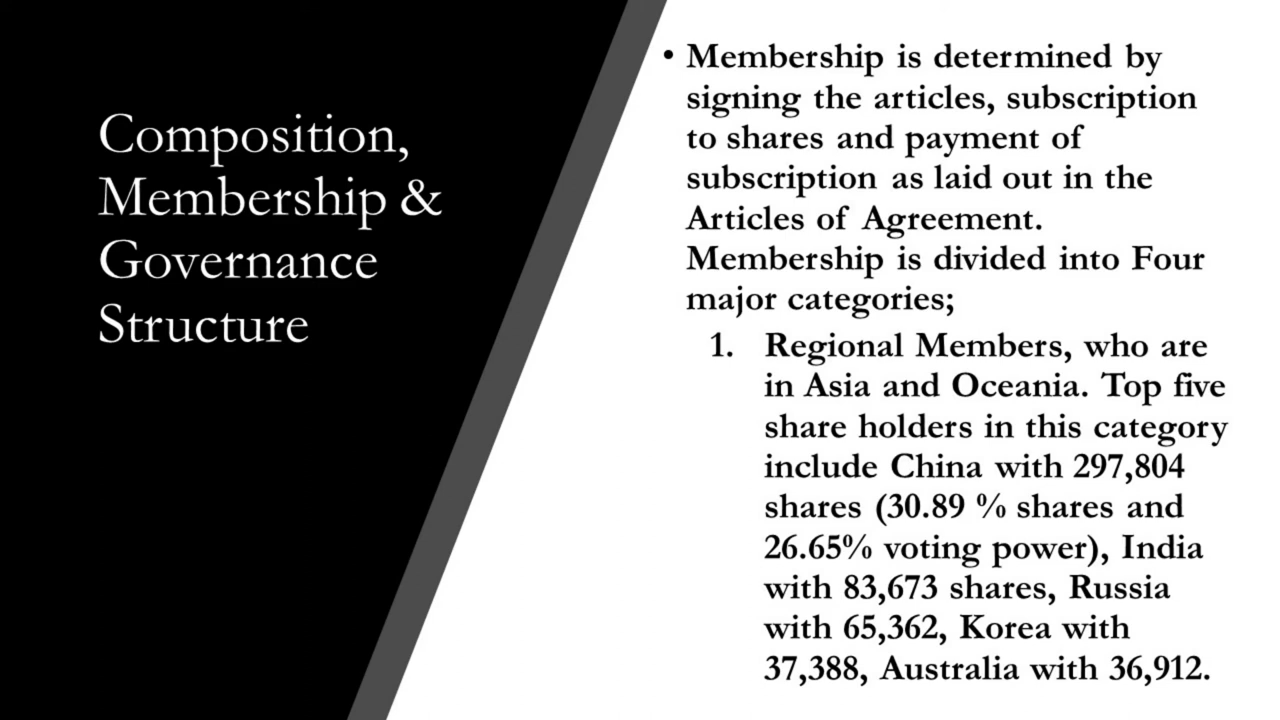 Composition,
Membership &
Governance
Structure
• Membership is determined by
signing the articles, subscription
to shares and payment of
subscription as laid out in the
Articles of Agreement.
Membership is divided into Four
major categories;
1. Regional Members, who are
in Asia and Oceania. Top five
share holders in this category
include China with 297,804
shares (30.89 % shares and
26.65% voting power), India
with 83,673 shares, Russia
with 65,362, Korea with
37,388, Australia with 36,912.